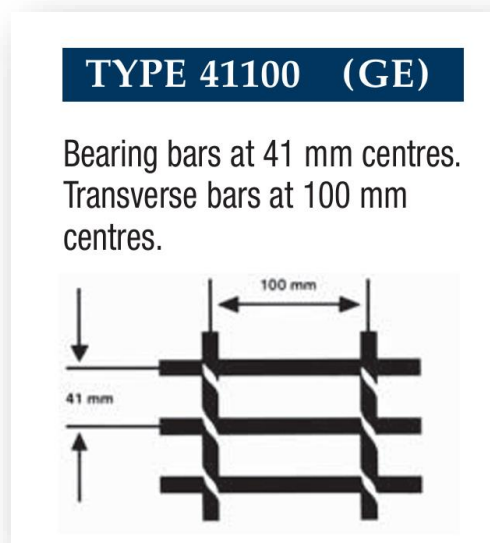 TYPE 41100 (GE)
Bearing bars at 41 mm centres.
Transverse bars at 100 mm
centres.
100 mm
41 mm